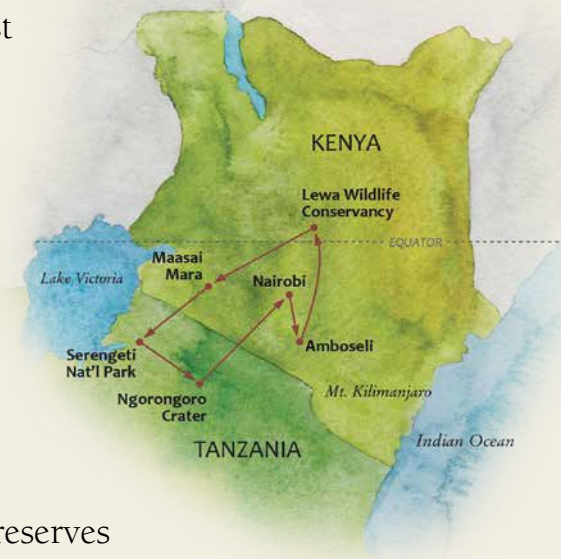 st
KENYA
Lewa Wildlife
Conservancy
EQUATOR
Maasai
Mara
Lake Victoria
Nairobi
Amboseli
Serengeti
Nat'l Park
Ngorongoro
Crater
Mt. Kilimanjaro
TANZANIA
Indian Ocean
reserves